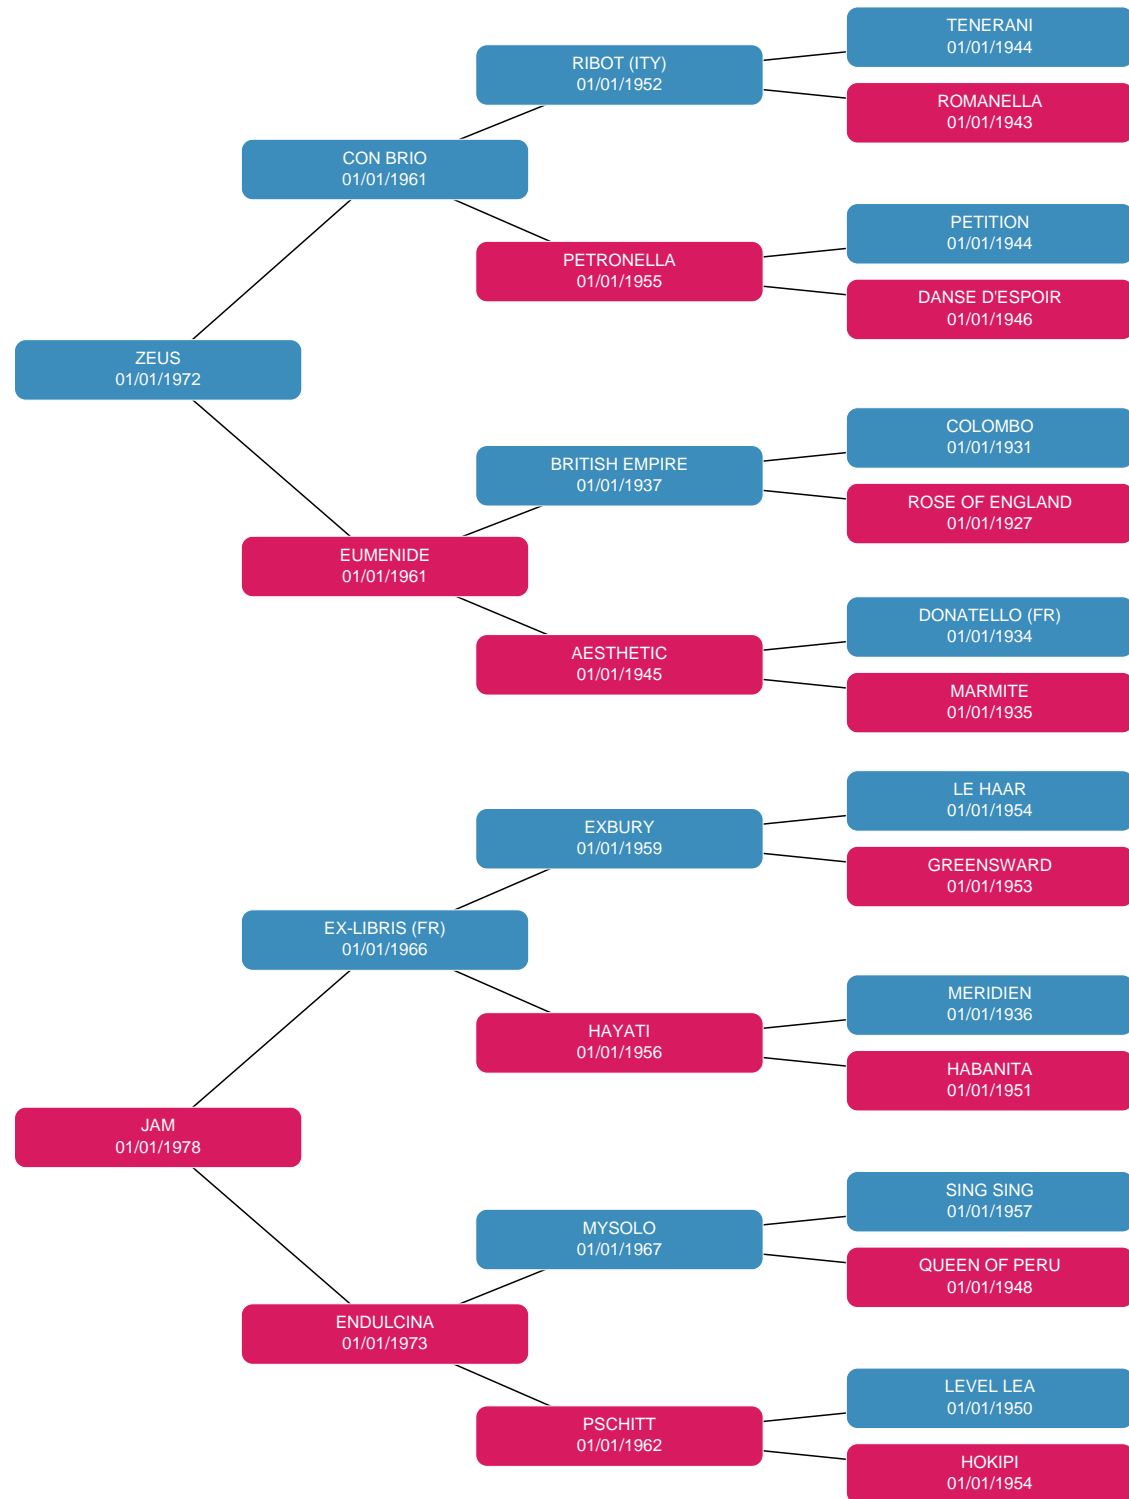 TENERANI
01/01/1944
RIBOT (ITY)
01/01/1952
ROMANELLA
01/01/1943
CON BRIO
01/01/1961
PETITION
01/01/1944
PETRONELLA
01/01/1955
DANSE D'ESPOIR
01/01/1946
ZEUS
01/01/1972
COLOMBO
01/01/1931
BRITISH EMPIRE
01/01/1937
ROSE OF ENGLAND
01/01/1927
EUMENIDE
01/01/1961
DONATELLO (FR)
01/01/1934
AESTHETIC
01/01/1945
MARMITE
01/01/1935
LE HAAR
01/01/1954
EXBURY
01/01/1959
GREENSWARD
01/01/1953
EX-LIBRIS (FR)
01/01/1966
MERIDIEN
01/01/1936
HAYATI
01/01/1956
HABANITA
01/01/1951
JAM
01/01/1978
SING SING
01/01/1957
MYSOLO
01/01/1967
QUEEN OF PERU
01/01/1948
ENDULCINA
01/01/1973
LEVEL LEA
01/01/1950
PSCHITT
01/01/1962
HOKIPI
01/01/1954